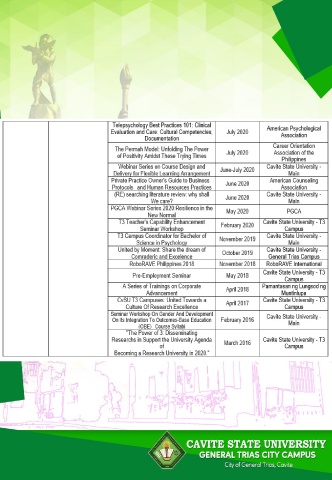 Telepsychology Best Practices 101: Clinical
Evaluation and Care, Cultural Competencies,
Documentation
July 2020
American Psychological
Association
The Permah Model: Unfolding The Power
of Positivity Amidst These Trying Times.
July 2020
Career Orientation
Association of the
Philippines
Webinar Series on Course Design and
Delivery for Flexible Learning Arrangement
June-July 2020
Cavite State University -
Main
Private Practice Owner's Guide to Business
Protocols and Human Resources Practices
June 2020
American Counseling
Association
(RE) searching literature review: why shall
We care?
June 2020
Cavite State University -
Main
PGCA Webinar Series 2020 Resilience in the
New Normal
May 2020
PGCA
T3 Teacher's Capability Enhancement
Seminar Workshop
February 2020
Cavite State University - T3
Campus
T3 Campus Coordinator for Bachelor of
Science in Psychology
November 2019
Cavite State University -
Main
United by Moment: Share the dream of
Comraderic and Excellence
October 2019
Cavite State University -
General Trias Campus
RoboRAVE Philippines 2018
November 2018
RoboRAVE International
Pre-Employment Seminar
May 2018
Cavite State University - T3
Campus
A Series of Trainings on Corporate
Advancement
April 2018
Pamantasan ng Lungsod ng
Muntinlupa
CvSU T3 Campuses: United Towards a
Culture Of Research Excellence
April 2017
Cavite State University - T3
Campus
Seminar Workshop On Gender And Development
On Its Integration To Outcomes-Base Education
(OBE) Course Syllabi
February 2016
Cavite State University -
Main
"The Power of 3: Disseminating
Researchs in Support the University Agenda
of
Becoming a Research University in 2020."
March 2016
Cavite State University - T3
Campus
CAVITE STATE UNIVERSITY
GENERAL TRIAS CITY CAMPUS
City of General Trias, Cavite